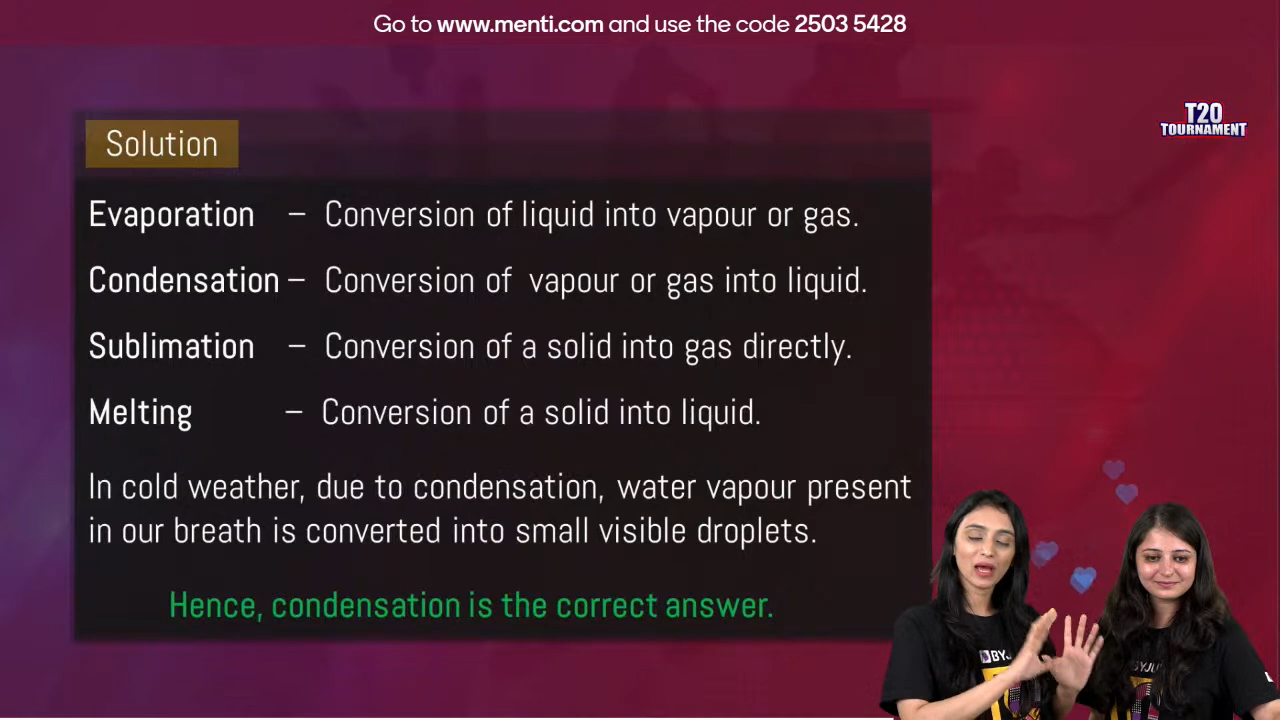 Go to www.menti.com and use the code 2503 5428
T20
TOURNAMENT
Solution
Evaporation – Conversion of liquid into vapour or gas.
Condensation – Conversion of vapour or gas into liquid.
Sublimation – Conversion of a solid into gas directly.
Melting – Conversion of a solid into liquid.
In cold weather, due to condensation, water vapour present
in our breath is converted into small visible droplets.
Hence, condensation is the correct answer.